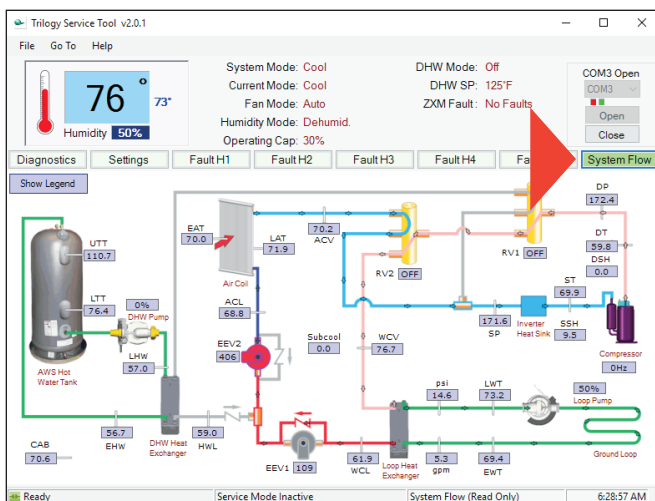 Trilogy Service Tool v2.0.1
File Go To Help
76
73°
Humidity 50%
System Mode: Cool
Current Mode: Cool
Fan Mode: Auto
Humidity Mode: Dehumid.
Operating Cap: 30%
DHW Mode: Off
DHW SP: 125°F
ZXM Fault: No Faults
COM3 Open
COM3
Open
Close
Diagnostics Settings Fault H1 Fault H2 Fault H3 Fault H4 System Flow
Show Legend
UTT
110.7
LTT
76.4
AWS Hot
Water Tank
0%
DHW Pump
LHW
57.0
EAT
70.0
LAT
71.9
Air Coil
ACL
68.8
EEV2
406
70.2
ACV
RV2 OFF
RV1 OFF
DP
172.4
DT
59.8
DSH
0.0
ST
69.9
171.6
SP
Inverter
Heat Sink
SSH
9.5
Compressor
0Hz
Subcool
0.0
WCV
76.7
psi
14.6
LWT
73.2
50%
Loop Pump
56.7
EHW
DHW Heat
Exchanger
59.0
HWL
CAB
70.6
EEV1 109
61.9
WCL
Loop Heat
Exchanger
5.3
gpm
69.4
EWT
Ground Loop
Ready Service Mode Inactive System Flow (Read Only) 6:28:57 AM